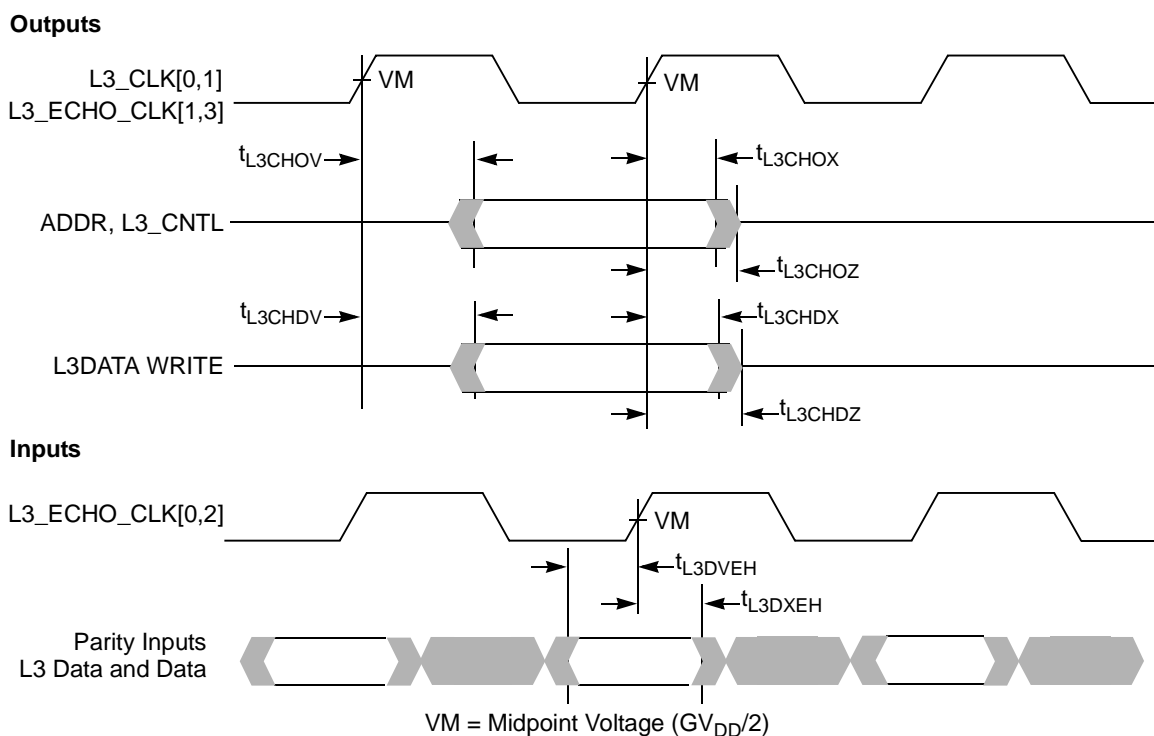 Outputs
L3_CLK[0,1]
VM
VM
L3_ECHO_CLK[1,3]
tL3CHOV
tL3CHOX
ADDR, L3_CNTL
tL3CHOZ
tL3CHDV
tL3CHDX
L3DATA WRITE
tL3CHDZ
Inputs
L3_ECHO_CLK[0,2]
VM
tL3DVEH
tL3DXEH
Parity Inputs
L3 Data and Data
VM = Midpoint Voltage (GVDD/2)